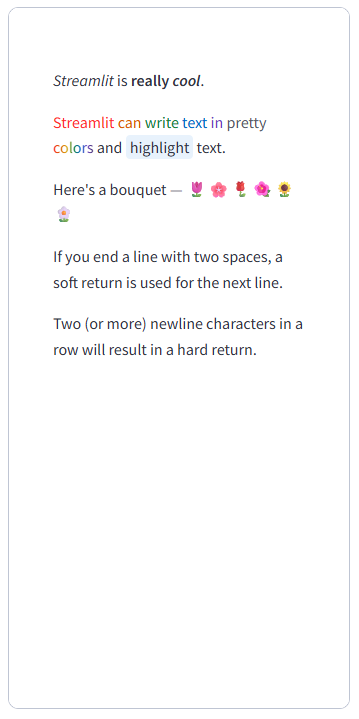 Streamlit is really cool.
Streamlit can write text in pretty
colors and highlight text.
Here's a bouquet — 🌷 🌸 🌹 🌺 🌻
💮
If you end a line with two spaces, a
soft return is used for the next line.
Two (or more) newline characters in a
row will result in a hard return.